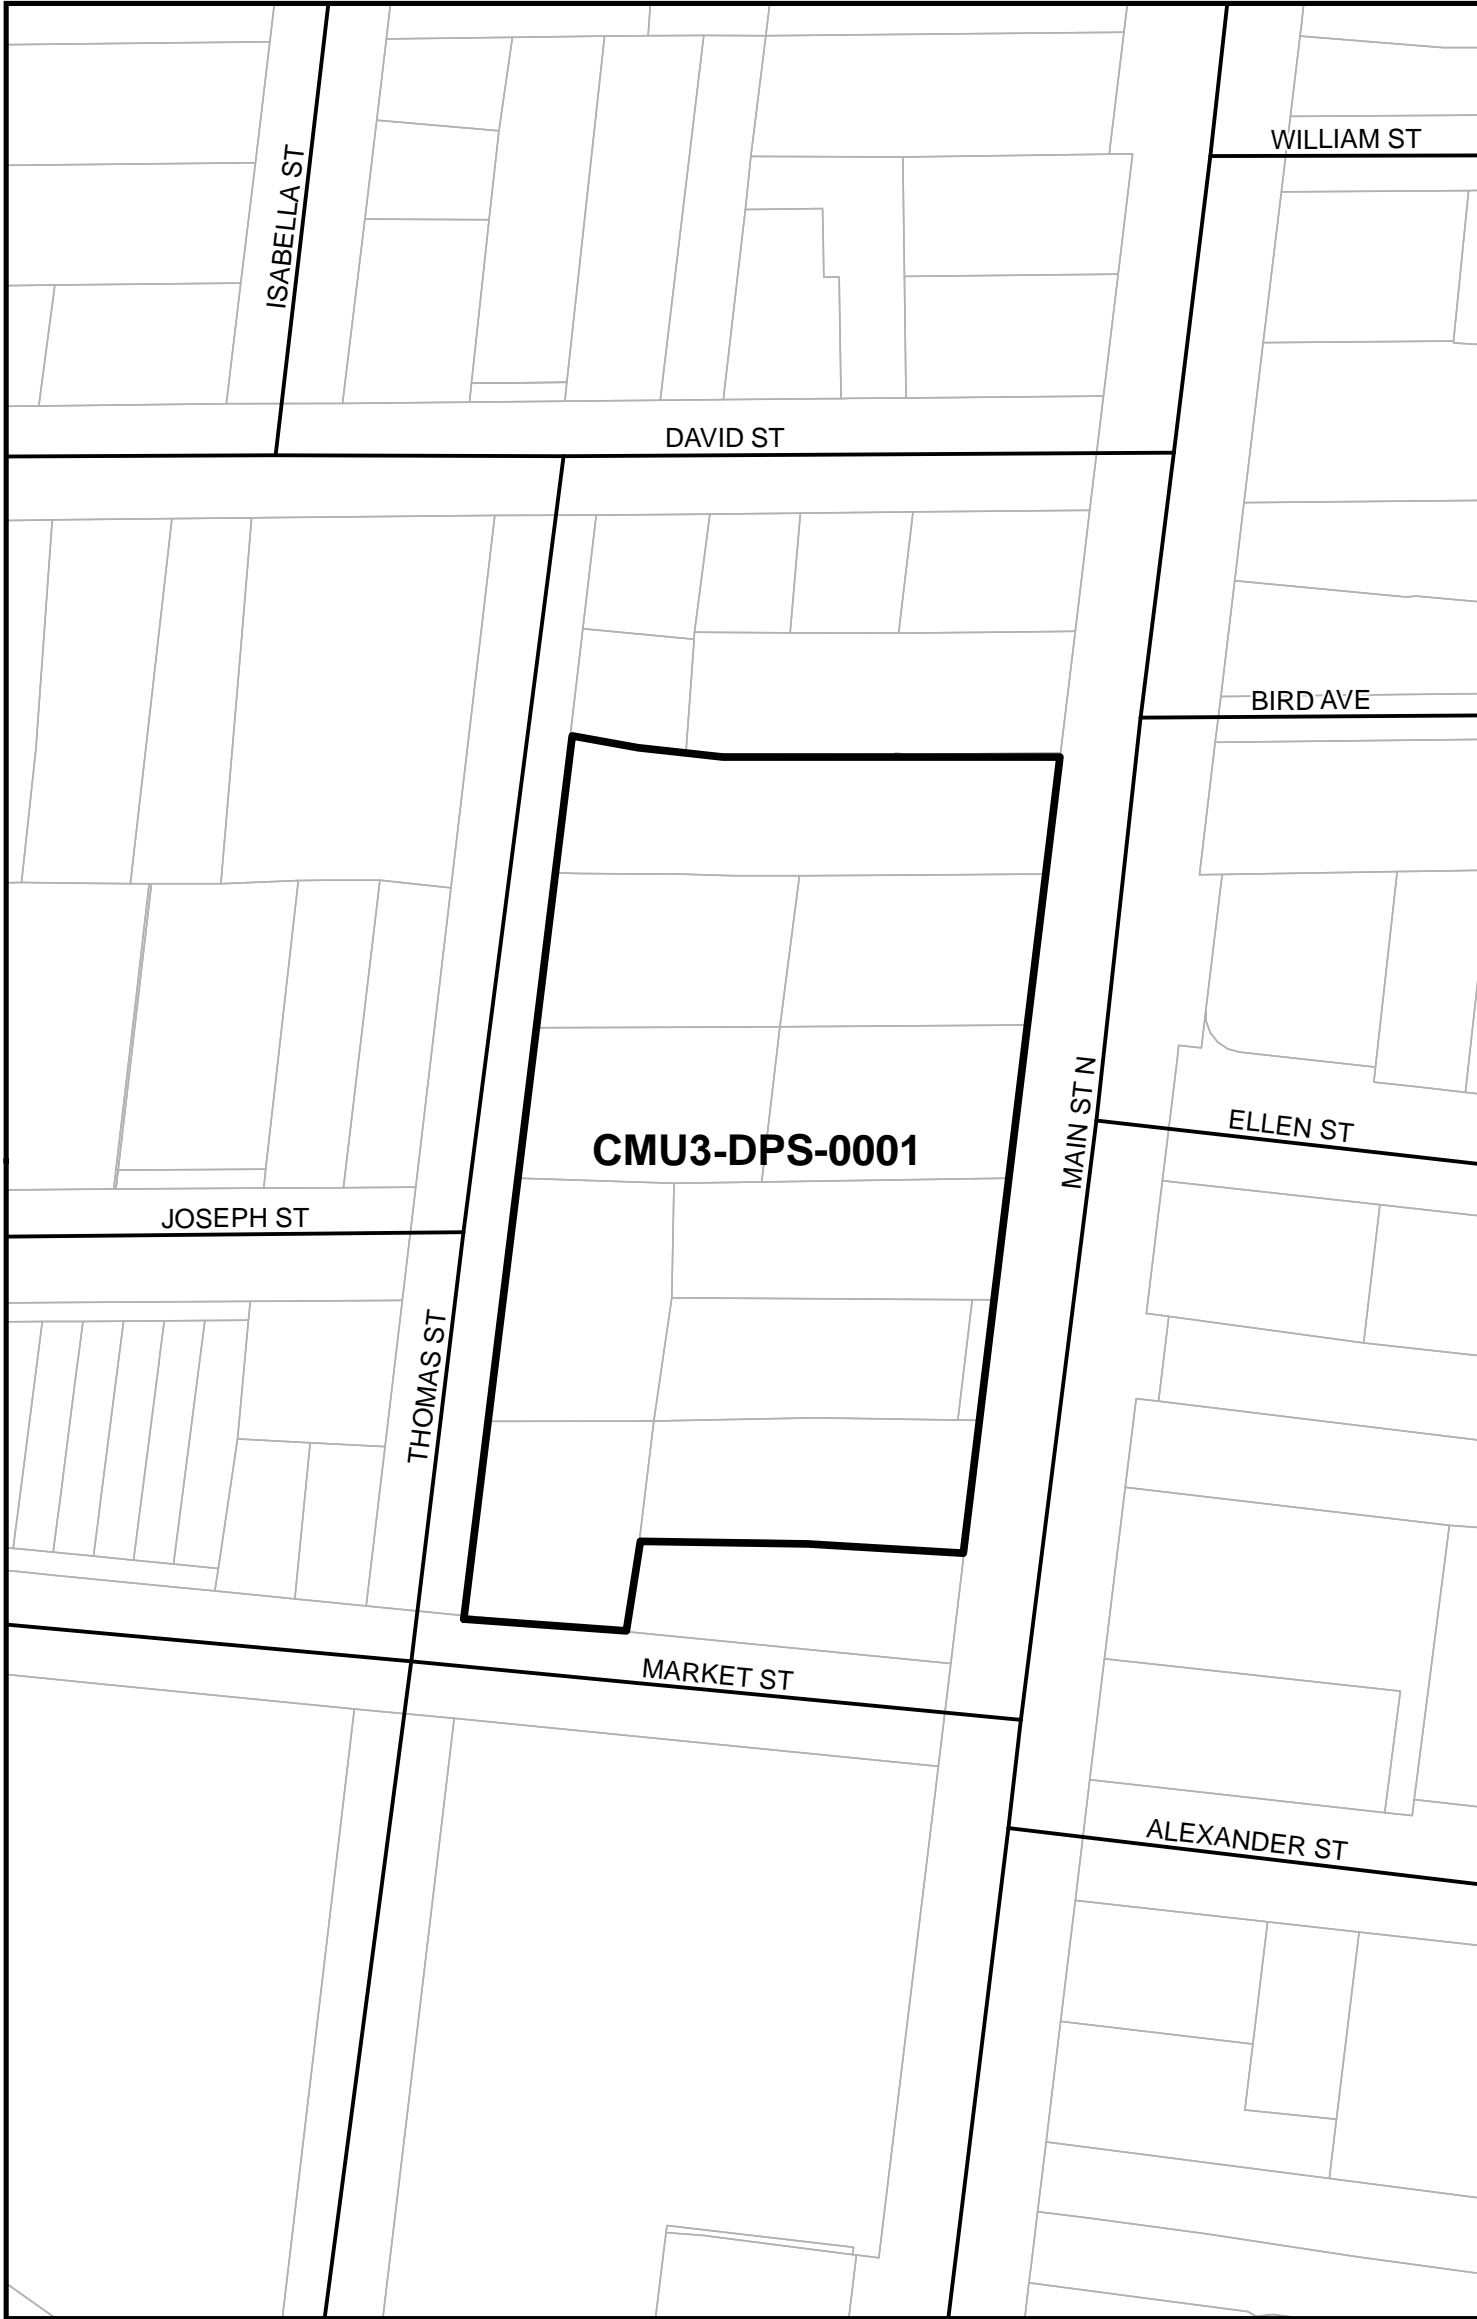 WILLIAM ST
ISABELLA ST
DAVID ST
BIRD AVE
MAIN ST N
ELLEN ST
CMU3-DPS-0001
JOSEPH ST
THOMAS ST
MARKET ST
ALEXANDER ST